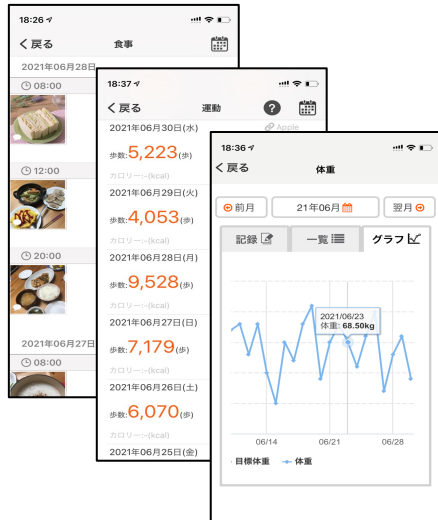 18:26
戻る 食事
2021年06月28日
08:00
12:00
20:00
2021年06月27日
08:00
18:37
戻る 運動 ?
2021年06月30日(水) Apple
歩数:5,223(歩)
カロリー:-(kcal)
2021年06月29日(火)
歩数:4,053(歩)
カロリー:-(kcal)
2021年06月28日(月)
歩数:9,528(歩)
カロリー:-(kcal)
2021年06月27日(日)
歩数:7,179(歩)
カロリー:-(kcal)
2021年06月26日(土)
歩数:6,070(歩)
カロリー:-(kcal)
2021年06月25日(金)
18:36
戻る 体重
前月 21年06月 翌月
記録 一覧 グラフ
2021/06/23
体重: 68.50kg
06/14 06/21 06/28
目標体重 体重